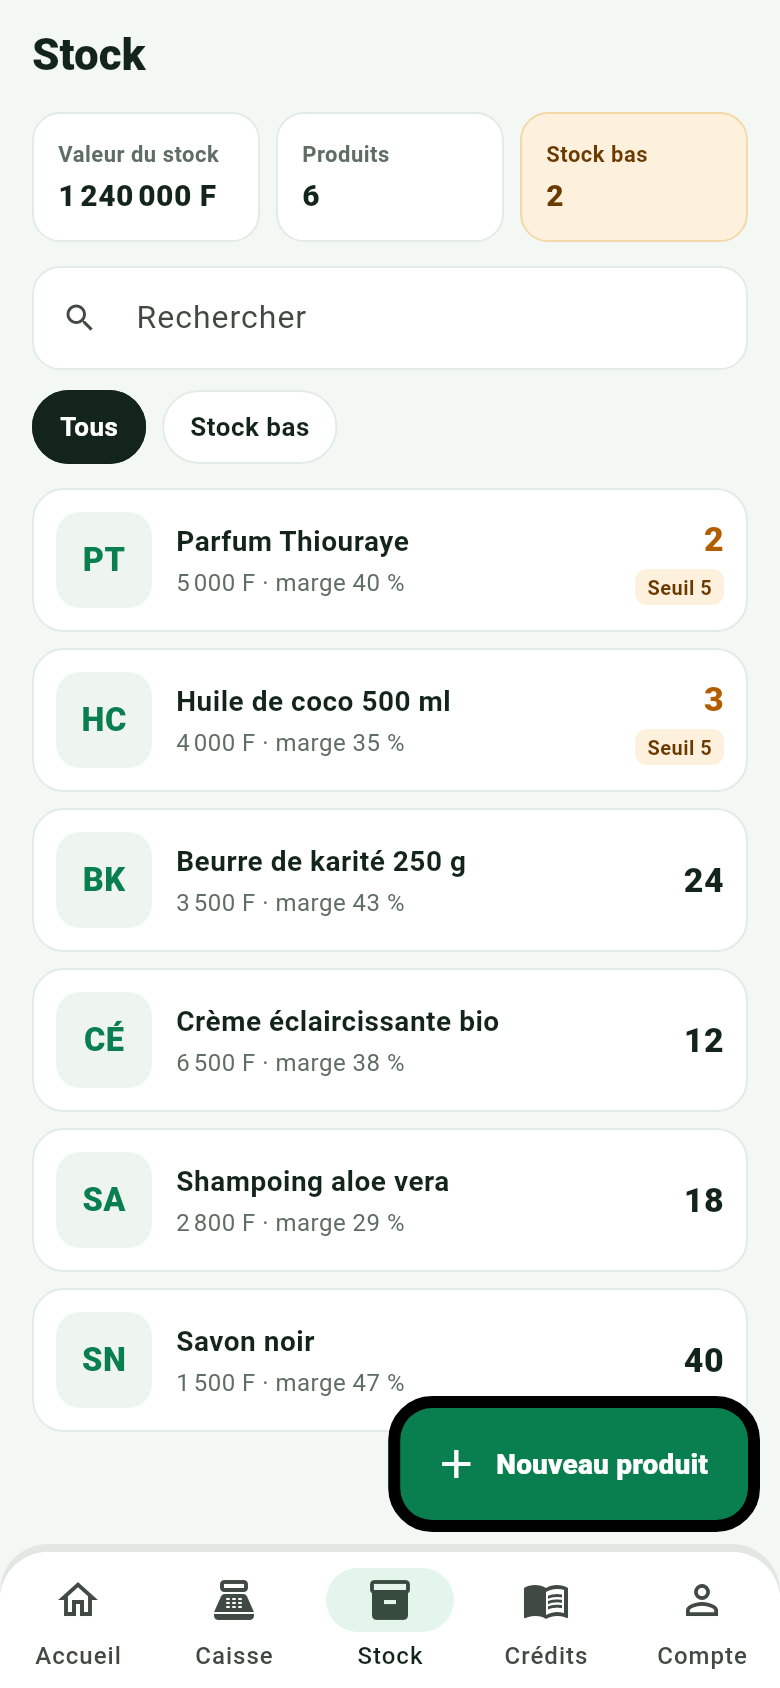 Stock
Valeur du stock
1 240 000 F
Produits
6
Stock bas
2
Rechercher
Tous
Stock bas
PT
Parfum Thiouraye
5 000 F · marge 40 %
2
Seuil 5
HC
Huile de coco 500 ml
4 000 F · marge 35 %
3
Seuil 5
BK
Beurre de karité 250 g
3 500 F · marge 43 %
24
CÉ
Crème éclaircissante bio
6 500 F · marge 38 %
12
SA
Shampoing aloe vera
2 800 F · marge 29 %
18
SN
Savon noir
1 500 F · marge 47 %
40
Nouveau produit
Accueil
Caisse
Stock
Crédits
Compte